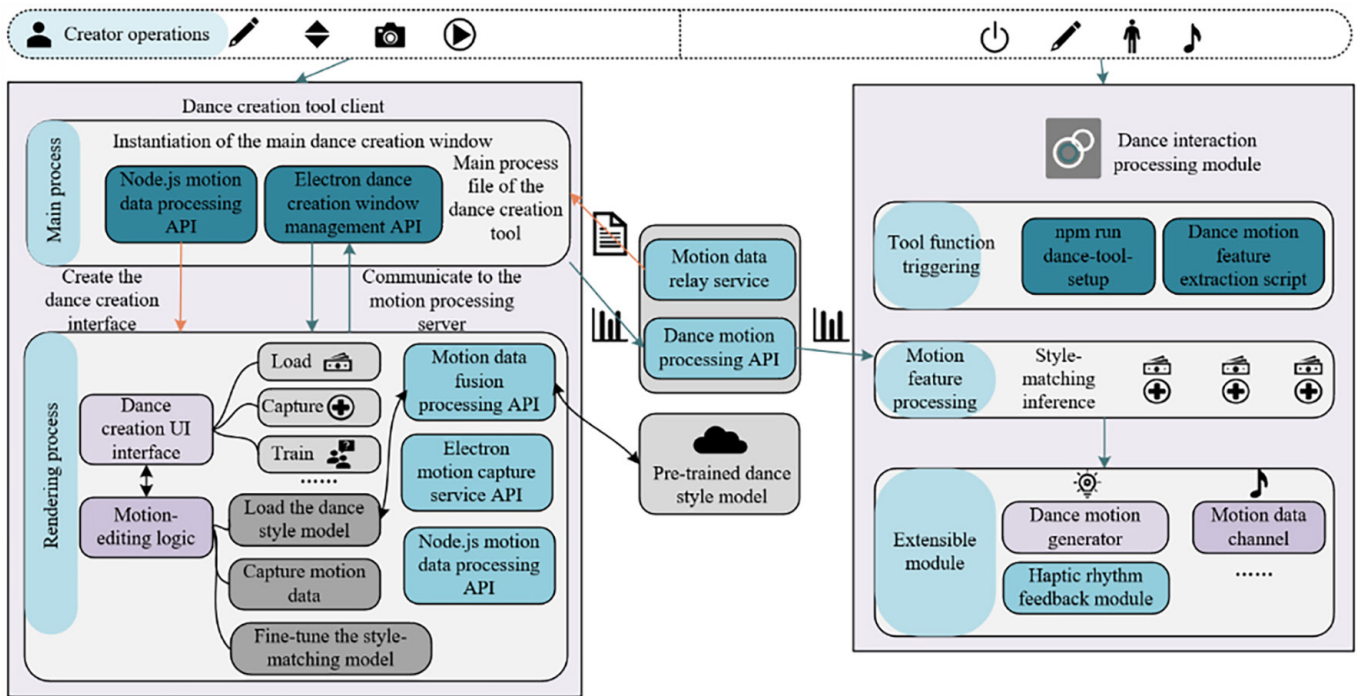 Creator operations
Dance creation tool client
Main process
Instantiation of the main dance creation window
Node.js motion
data processing
API
Electron dance
creation window
management API
Main process
file of the
dance creation
tool
Create the
dance creation
interface
Communicate to the
motion processing
server
Rendering process
Dance
creation UI
interface
Motion-
editing logic
Load
Capture
Train
......
Load the dance
style model
Capture motion
data
Fine-tune the style-
matching model
Motion data
fusion
processing API
Electron
motion capture
service API
Node.js motion
data processing
API
Motion data
relay service
Dance motion
processing API
Pre-trained dance
style model
Dance interaction
processing module
Tool function
triggering
npm run
dance-tool-
setup
Dance motion
feature
extraction script
Motion
feature
processing
Style-
matching
inference
Extensible
module
Dance motion
generator
Haptic rhythm
feedback module
Motion data
channel
......